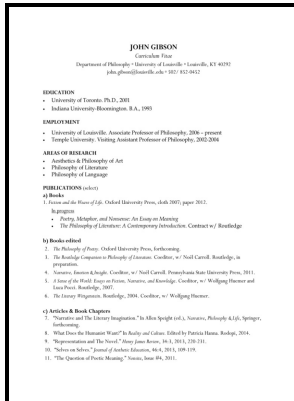 JOHN GIBSON
Curriculum Vitae
Department of Philosophy • University of Louisville • Louisville, KY 40292
john.gibson@louisville.edu • 502/ 852-0452
EDUCATION
• University of Toronto. Ph.D., 2001
• Indiana University-Bloomington. B.A., 1993
EMPLOYMENT
• University of Louisville. Associate Professor of Philosophy, 2006 – present
• Temple University. Visiting Assistant Professor of Philosophy, 2002-2004
AREAS OF RESEARCH
• Aesthetics & Philosophy of Art
• Philosophy of Literature
• Philosophy of Language
PUBLICATIONS (select)
a) Books
1. Fiction and the Weave of Life. Oxford University Press, cloth 2007; paper 2012.
In progress
• Poetry, Metaphor, and Nonsense: An Essay on Meaning
• The Philosophy of Literature: A Contemporary Introduction. Contract w/ Routledge
b) Books edited
2. The Philosophy of Poetry. Oxford University Press, forthcoming.
3. The Routledge Companion to Philosophy of Literature. Coeditor, w/ Noël Carroll. Routledge, in
preparation.
4. Narrative, Emotion & Insight. Coeditor, w/ Noël Carroll. Pennsylvania State University Press, 2011.
5. A Sense of the World: Essays on Fiction, Narrative, and Knowledge. Coeditor, w/ Wolfgang Huemer and
Luca Pocci. Routledge, 2007.
6. The Literary Wittgenstein. Routledge, 2004. Coeditor, w/ Wolfgang Huemer.
c) Articles & Book Chapters
7. "Narrative and The Literary Imagination." In Allen Speight (ed.), Narrative, Philosophy & Life, Springer,
forthcoming.
8. What Does the Humanist Want?" In Reality and Culture. Edited by Patricia Hanna. Rodopi, 2014.
9. "Representation and The Novel." Henry James Review, 34:3, 2013, 220-231.
10. "Selves on Selves." Journal of Aesthetic Education, 46:4, 2013, 109-119.
11. "The Question of Poetic Meaning." Nonsite, Issue #4, 2011.